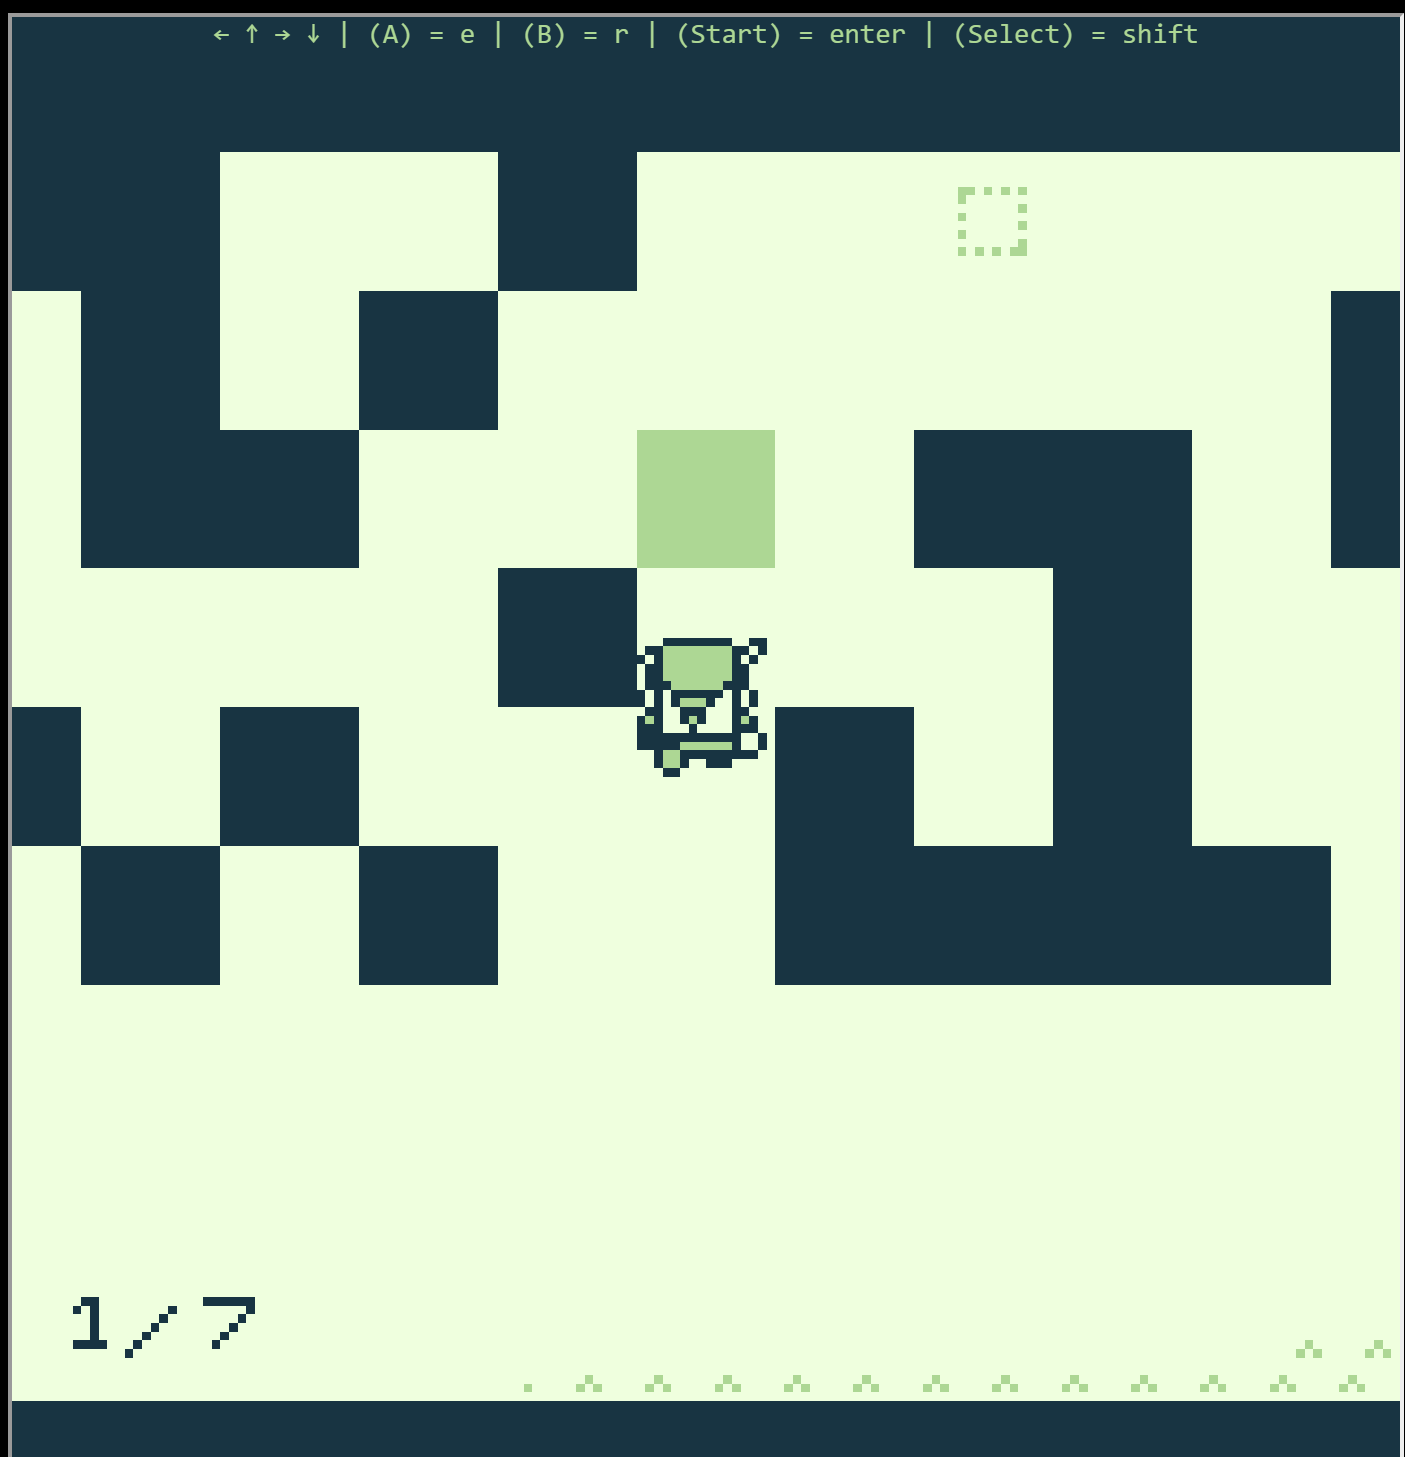 ← ↑ → ↓ | (A) = e | (B) = r | (Start) = enter | (Select) = shift
1/7